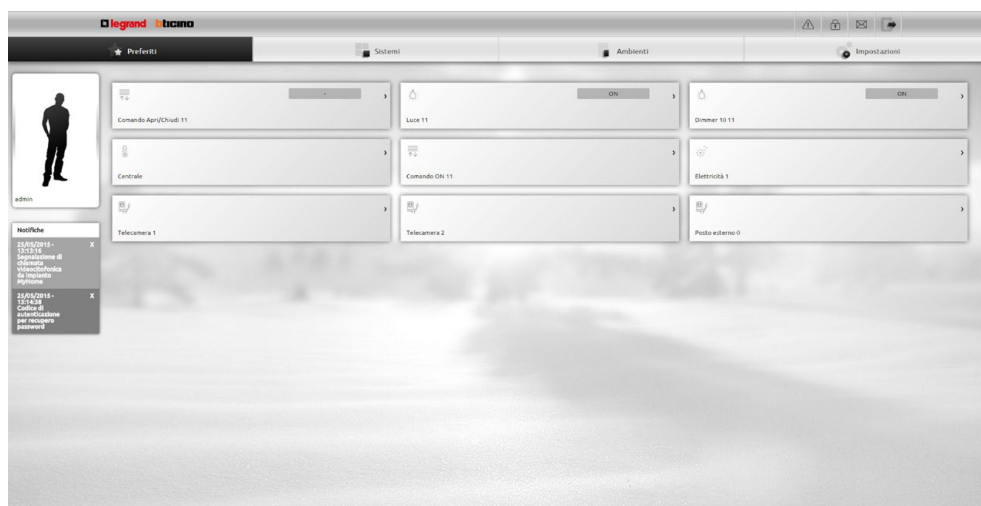 legrand bticino
Preferiti
Sistemi
Ambienti
Impostazioni
admin
Notifiche
25/05/2015 - X
13:13:16
Segnalazione di
chiamata
videocitofonica
da impianto
MyHome
25/05/2015 - X
13:14:38
Codice di
autenticazione
per recupero
password
-
Comando Apri/Chiudi 11
ON
Luce 11
ON
Dimmer 10 11
Centrale
Comando ON 11
Elettricità 1
Telecamera 1
Telecamera 2
Posto esterno 0